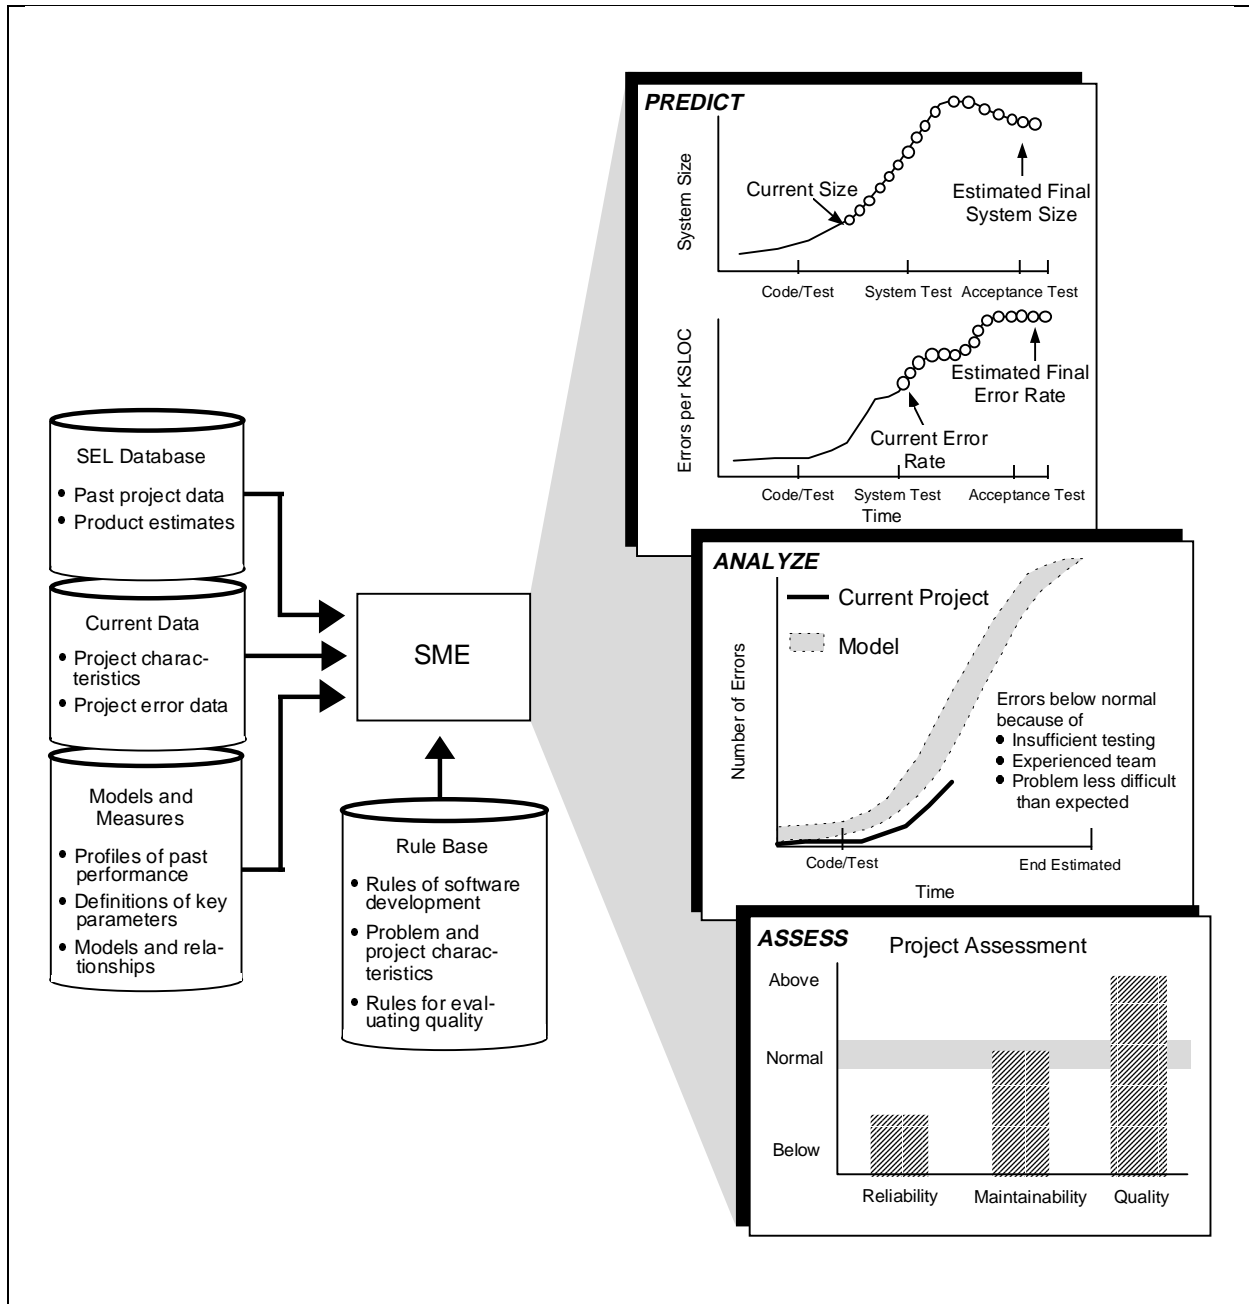 SEL Database
• Past project data
• Product estimates
Current Data
• Project charac-
teristics
• Project error data
Models and
Measures
• Profiles of past
performance
• Definitions of key
parameters
• Models and rela-
tionships
SME
Rule Base
• Rules of software
development
• Problem and
project charac-
teristics
• Rules for eval-
uating quality
PREDICT
System Size
Current Size
Estimated Final
System Size
Code/Test
System Test
Acceptance Test
Errors per KSLOC
Current Error
Rate
Estimated Final
Error Rate
Code/Test
System Test
Acceptance Test
Time
ANALYZE
Current Project
Model
Number of Errors
Errors below normal
because of
• Insufficient testing
• Experienced team
• Problem less difficult
than expected
Code/Test
End Estimated
Time
ASSESS
Project Assessment
Above
Normal
Below
Reliability
Maintainability
Quality